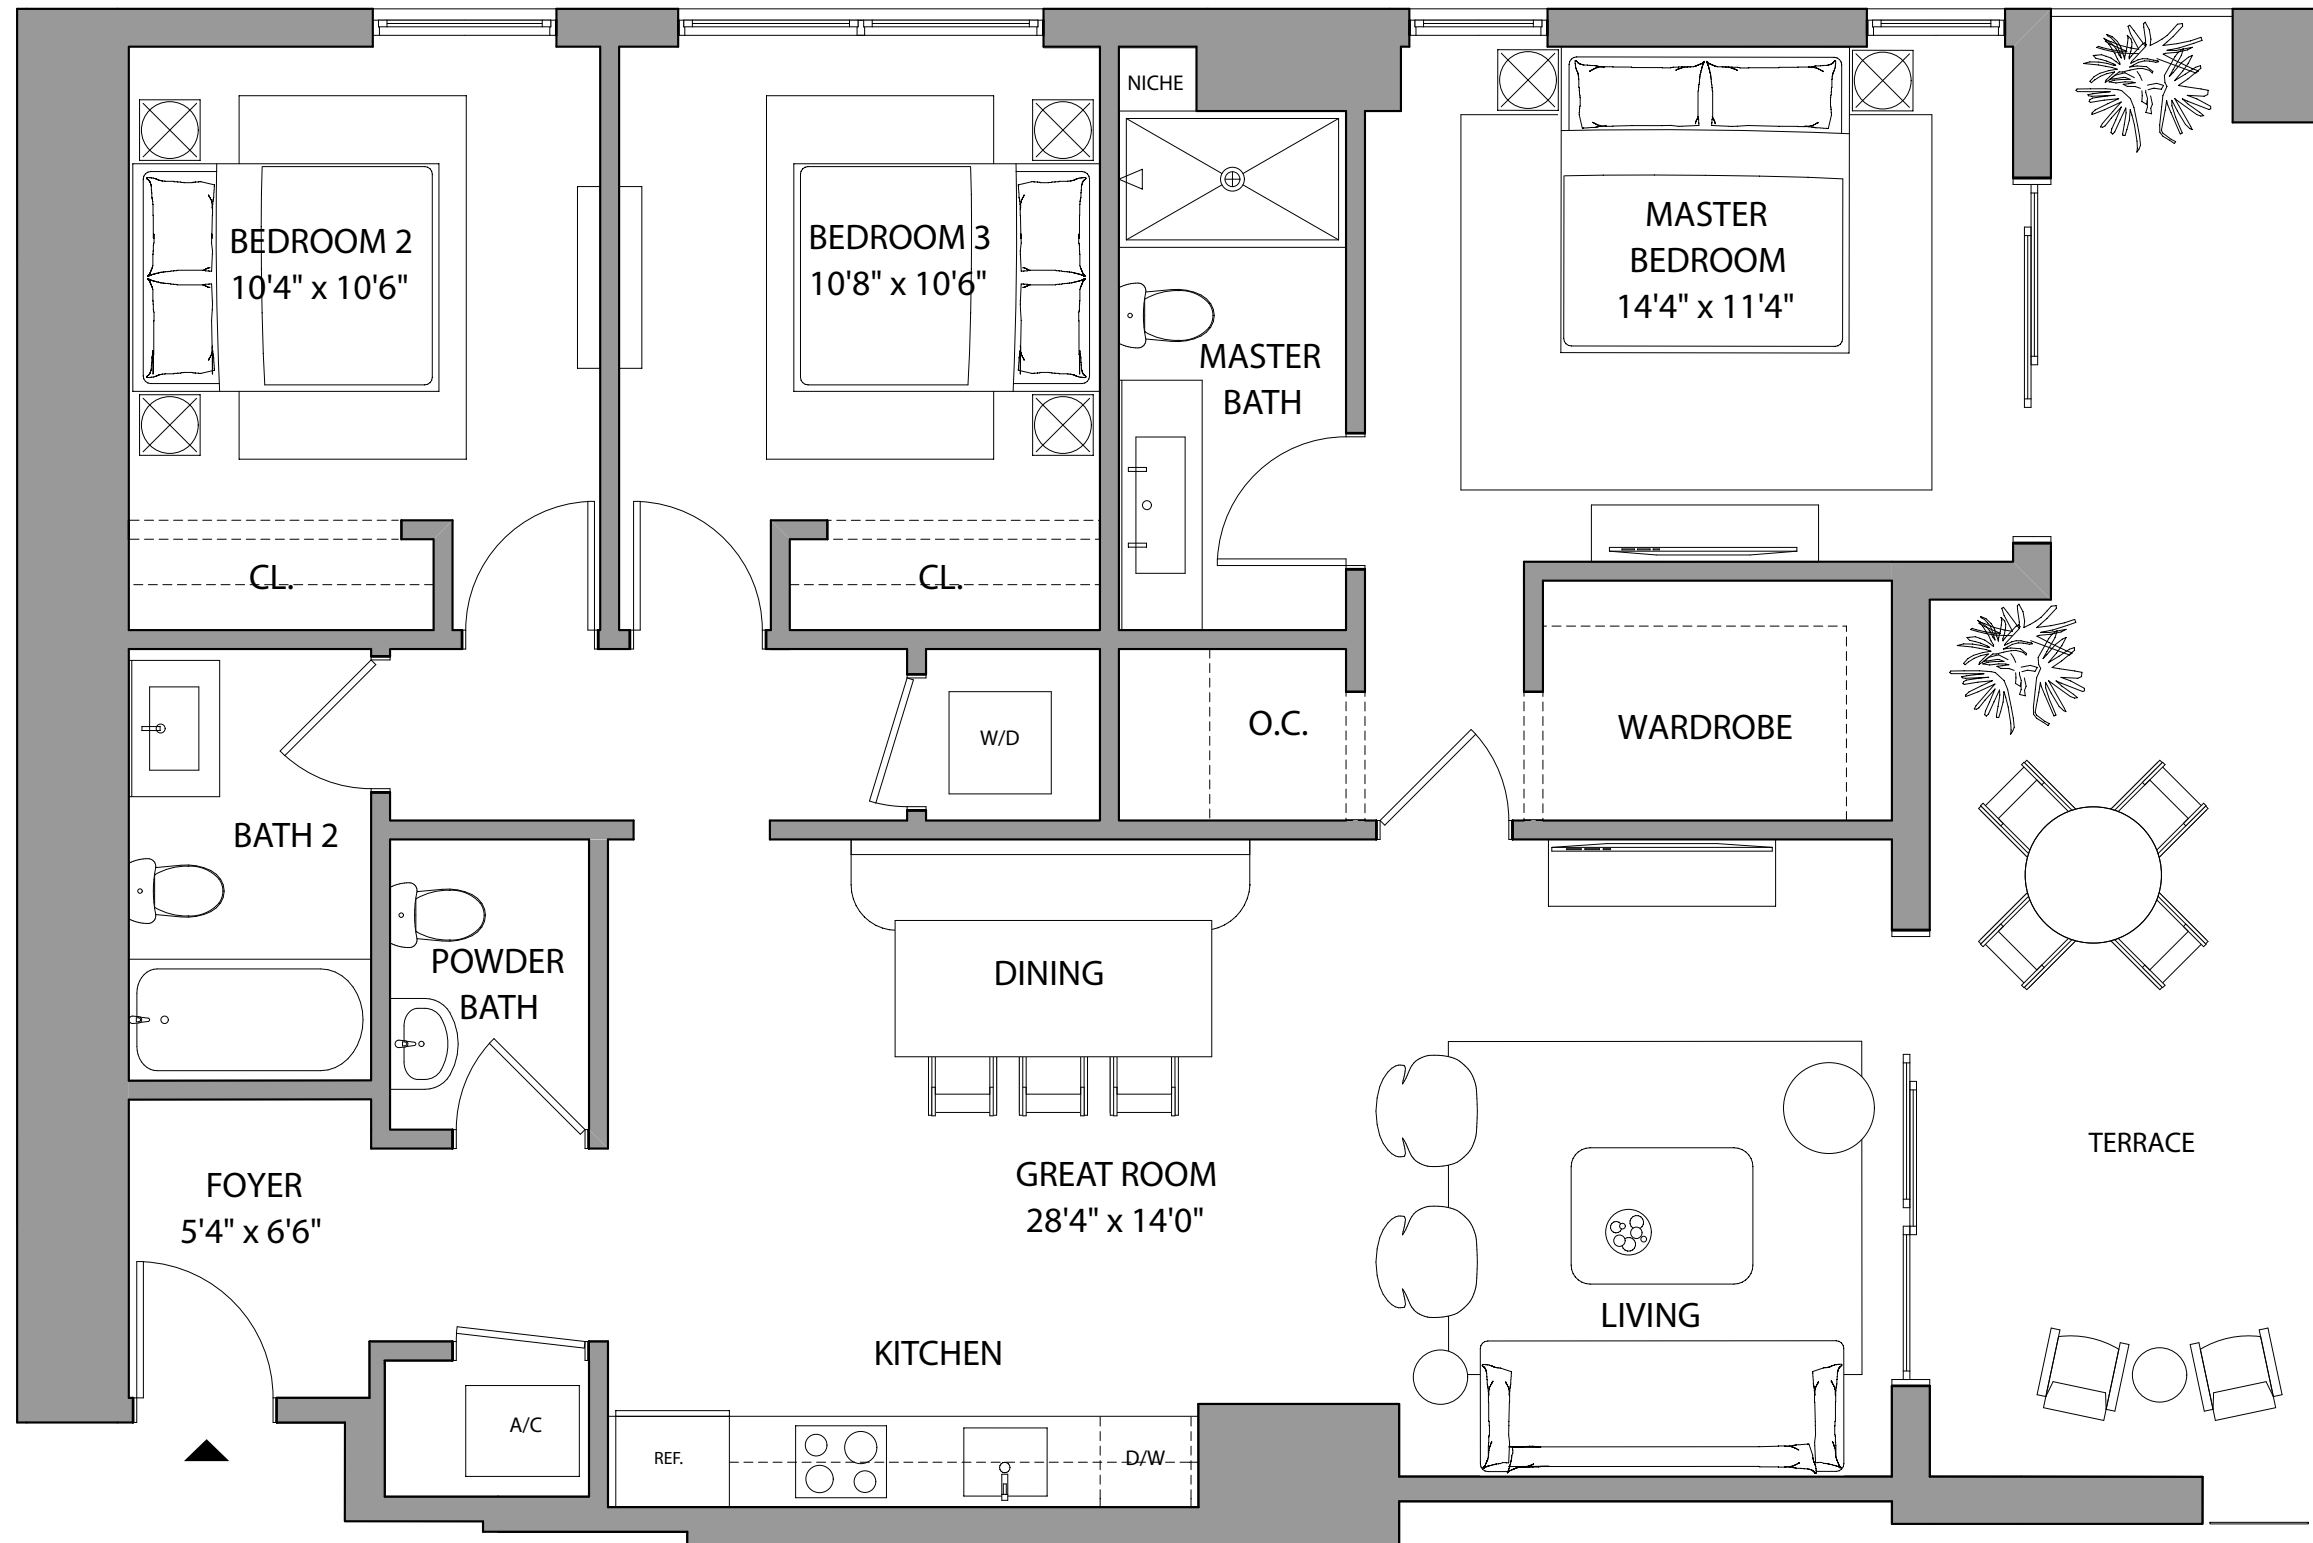 NICHE
BEDROOM 2
10'4" x 10'6"
BEDROOM 3
10'8" x 10'6"
MASTER
BEDROOM
14'4" x 11'4"
MASTER
BATH
CL.
CL.
W/D
O.C.
WARDROBE
BATH 2
POWDER
BATH
DINING
TERRACE
FOYER
5'4" x 6'6"
GREAT ROOM
28'4" x 14'0"
LIVING
KITCHEN
A/C
REF.
D/W